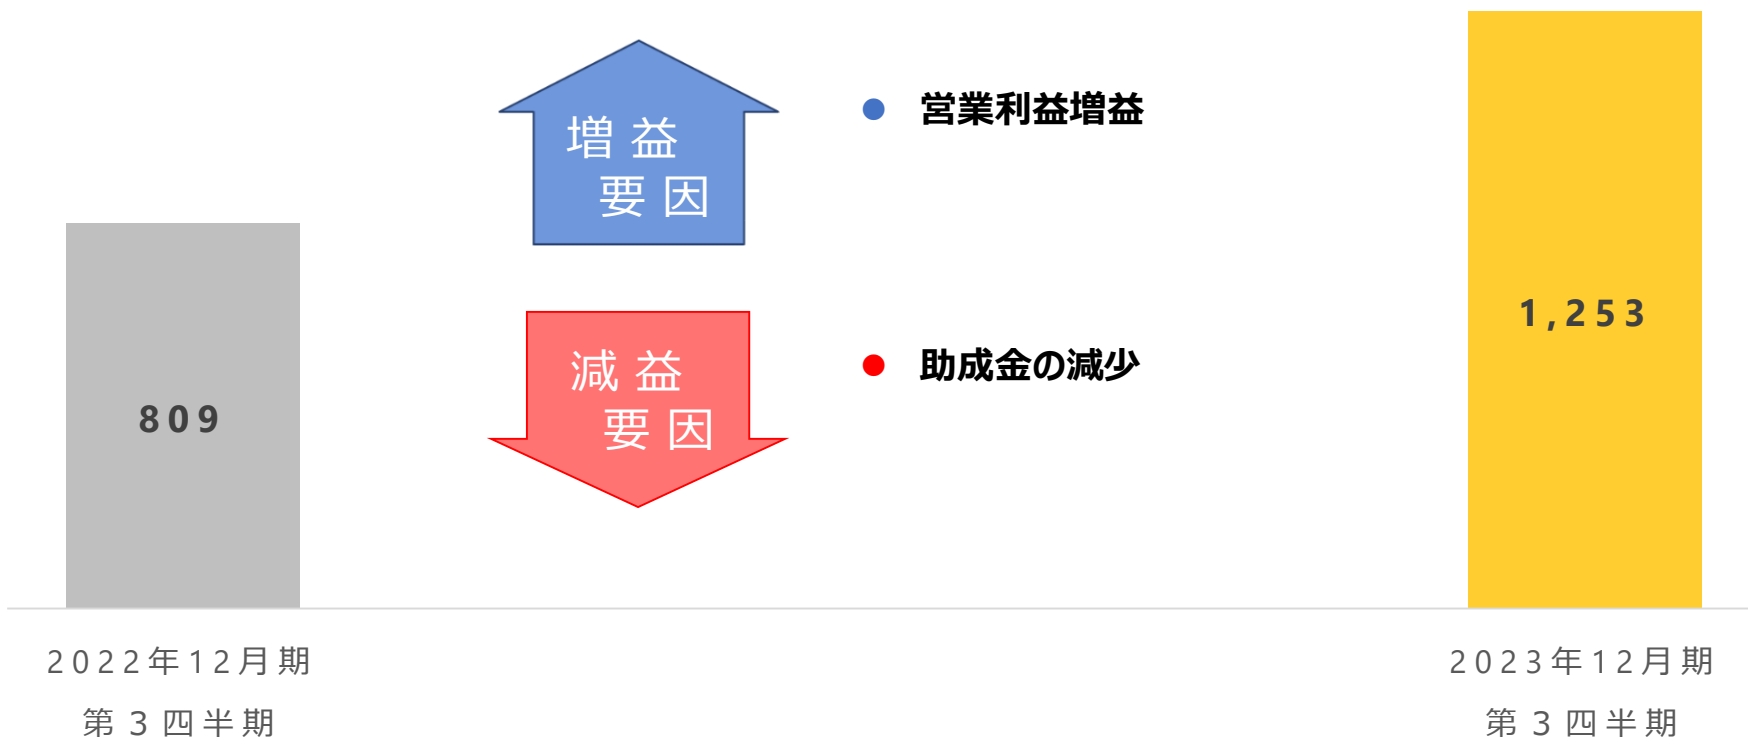 増益
要因
営業利益増益
1,253
減益
要因
助成金の減少
809
2022年12月期
第3四半期
2023年12月期
第3四半期